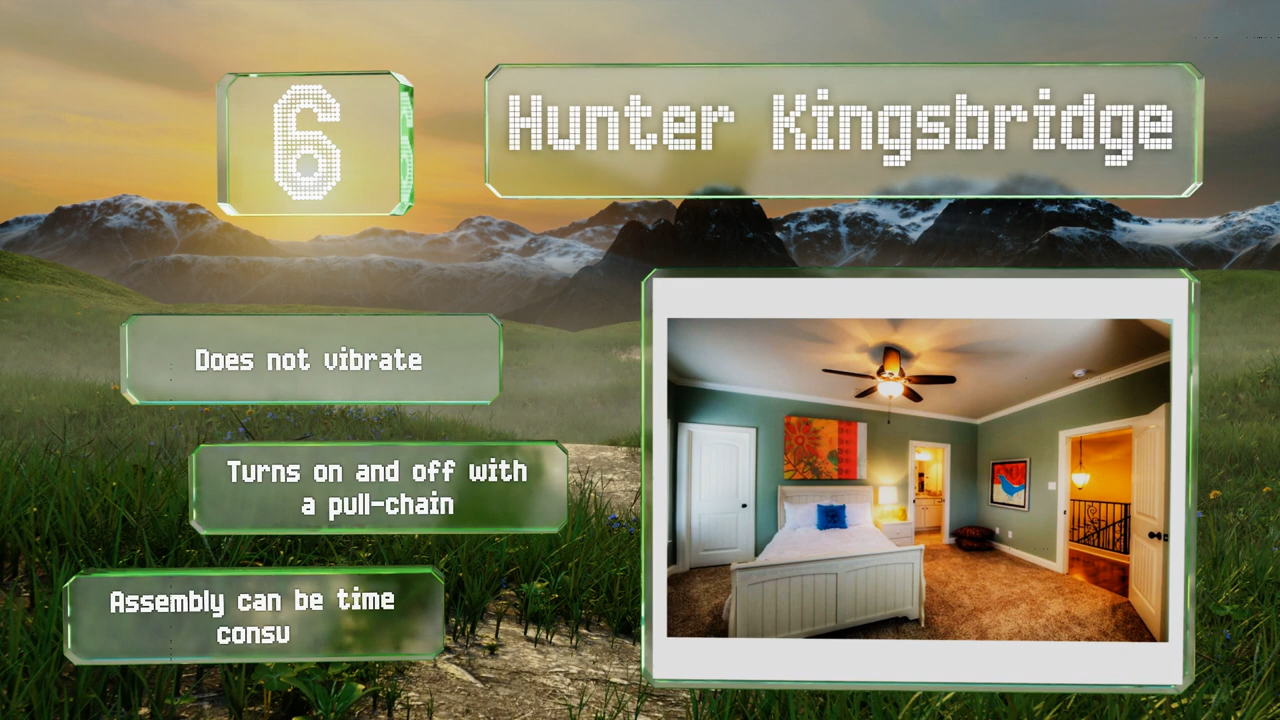 6
Hunter Kingsbridge
Does not vibrate
Turns on and off with
a pull-chain
Assembly can be time
consu